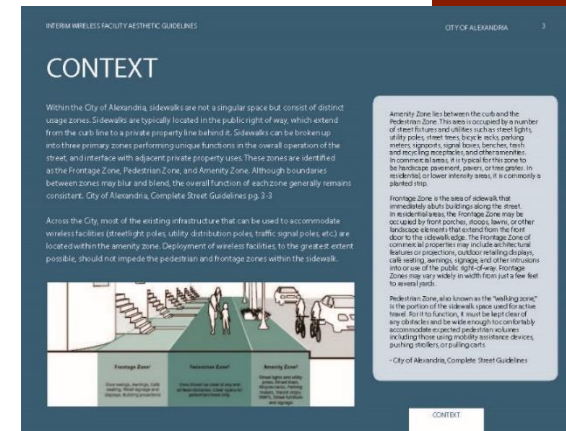 INTERIM WIRELESS FACILITY AESTHETIC GUIDELINES
CITY OF ALEXANDRIA 3
CONTEXT
Within the City of Alexandria, sidewalks are not a singular space but consist of distinct
usage zones. Sidewalks are typically located in the public right of way, which extend
from the curb line to a private property line behind it. Sidewalks can be broken up
into three primary zones performing unique functions in the overall operation of the
street, and interface with adjacent private property uses. These zones are identified
as the Frontage Zone, Pedestrian Zone, and Amenity Zone. Although boundaries
between zones may blur and blend, the overall function of each zone generally remains
consistent. City of Alexandria, Complete Street Guidelines pg. 3-3
Across the City, most of the existing infrastructure that can be used to accommodate
wireless facilities (streetlight poles, utility distribution poles, traffic signal poles, etc.) are
located within the amenity zone. Deployment of wireless facilities, to the greatest extent
possible, should not impede the pedestrian and frontage zones within the sidewalk.
Amenity Zone lies between the curb and the
Pedestrian Zone. This area is occupied by a number
of street fixtures and utilities such as street lights,
utility poles, street trees, bicycle racks, parking
meters, signposts, signal boxes, benches, trash
and recycling receptacles, and other amenities.
In commercial areas, it is typical for this zone to
be hardscape pavement, pavers, or tree grates. In
residential, or lower intensity areas, it is commonly a
planted strip.
Frontage Zone is the area of sidewalk that
immediately abuts buildings along the street.
In residential areas, the Frontage Zone may be
occupied by front porches, stoops, lawns, or other
landscape elements that extend from the front
door to the sidewalk edge. The Frontage Zone of
commercial properties may include architectural
features or projections, outdoor retailing displays,
café seating, awnings, signage, and other intrusions
into or use of the public right-of-way. Frontage
Zones may vary widely in width from just a few feet
to several yards.
Pedestrian Zone, also known as the "walking zone,"
is the portion of the sidewalk space used for active
travel. For it to function, it must be kept clear of
any obstacles and be wide enough to comfortably
accommodate expected pedestrian volumes
including those using mobility assistance devices,
pushing strollers, or pulling carts.
- City of Alexandria, Complete Street Guidelines
Frontage Zone:
Pedestrian Zone:
Amenity Zone:
CONTEXT